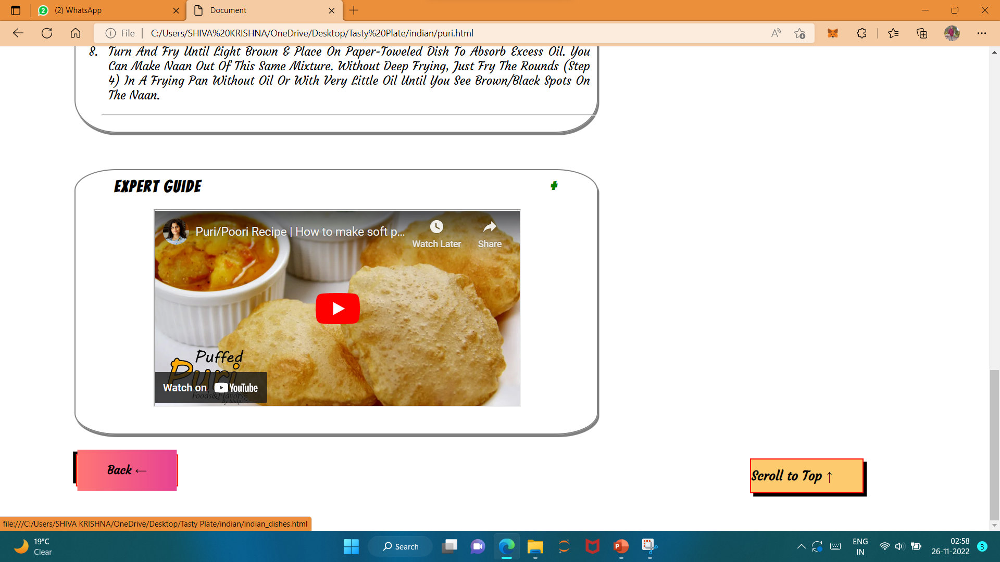 (2) WhatsApp
Document
File
C:/Users/SHIVA%20KRISHNA/OneDrive/Desktop/Tasty%20Plate/indian/puri.html
8. Turn And Fry Until Light Brown & Place On Paper-Toweled Dish To Absorb Excess Oil. You
Can Make Naan Out Of This Same Mixture. Without Deep Frying, Just Fry The Rounds (Step
4) In A Frying Pan Without Oil Or With Very Little Oil Until You See Brown/Black Spots On
The Naan.
EXPERT GUIDE
+
Puri/Poori Recipe | How to make soft p...
Watch Later
Share
Puffed
Puri
Watch on YouTube
Foods&Flavors
By Shilpi
Back ←
Scroll to Top ↑
file:///C:/Users/SHIVA KRISHNA/OneDrive/Desktop/Tasty Plate/indian/indian_dishes.html
19°C
Clear
Search
ENG
IN
02:58
26-11-2022
3